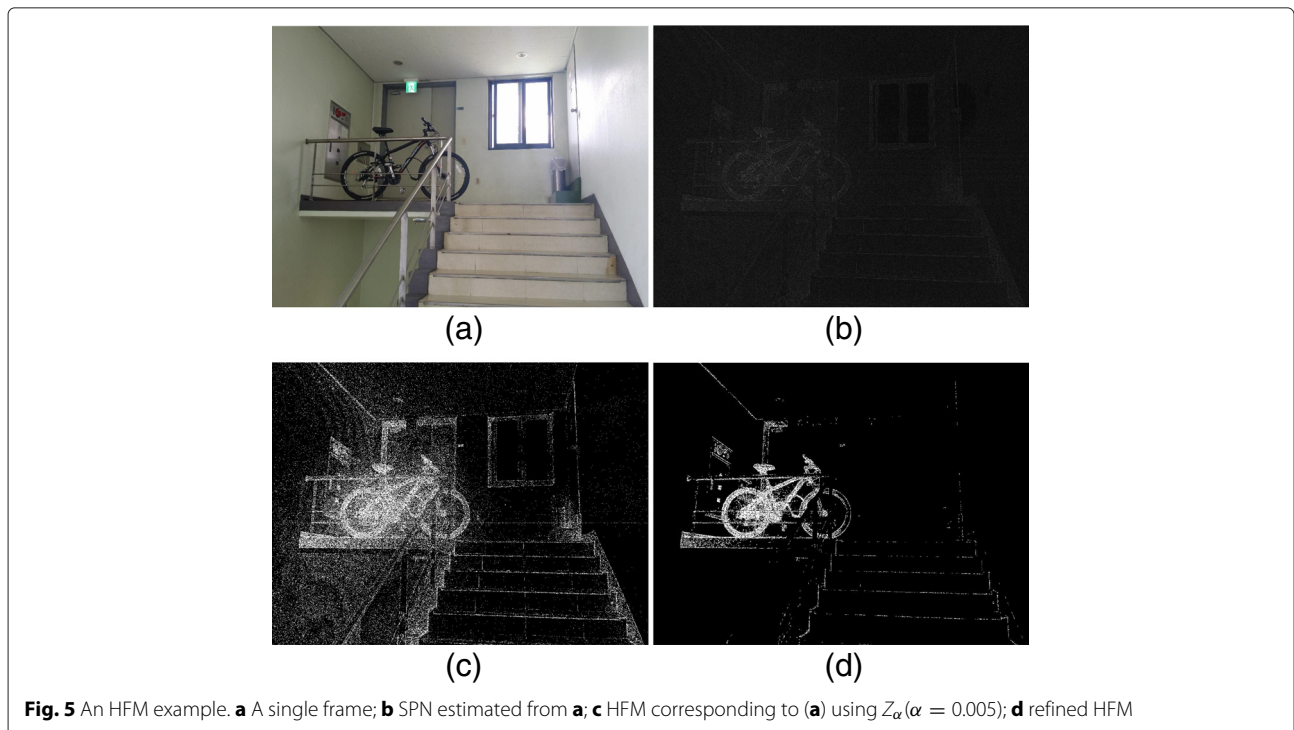 (a)
(b)
(c)
(d)
Fig. 5 An HFM example. a A single frame; b SPN estimated from a; c HFM corresponding to (a) using Zα(α = 0.005); d refined HFM